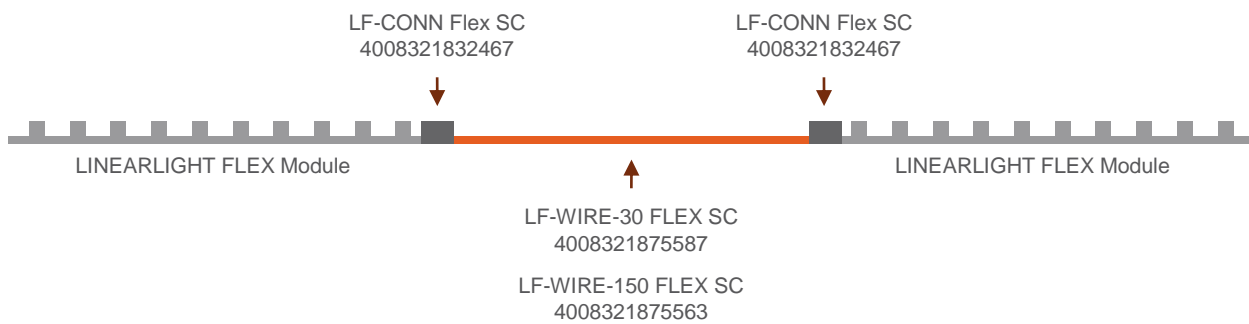 LF-CONN Flex SC
4008321832467
LF-CONN Flex SC
4008321832467
LINEARLIGHT FLEX Module
LINEARLIGHT FLEX Module
LF-WIRE-30 FLEX SC
4008321875587
LF-WIRE-150 FLEX SC
4008321875563